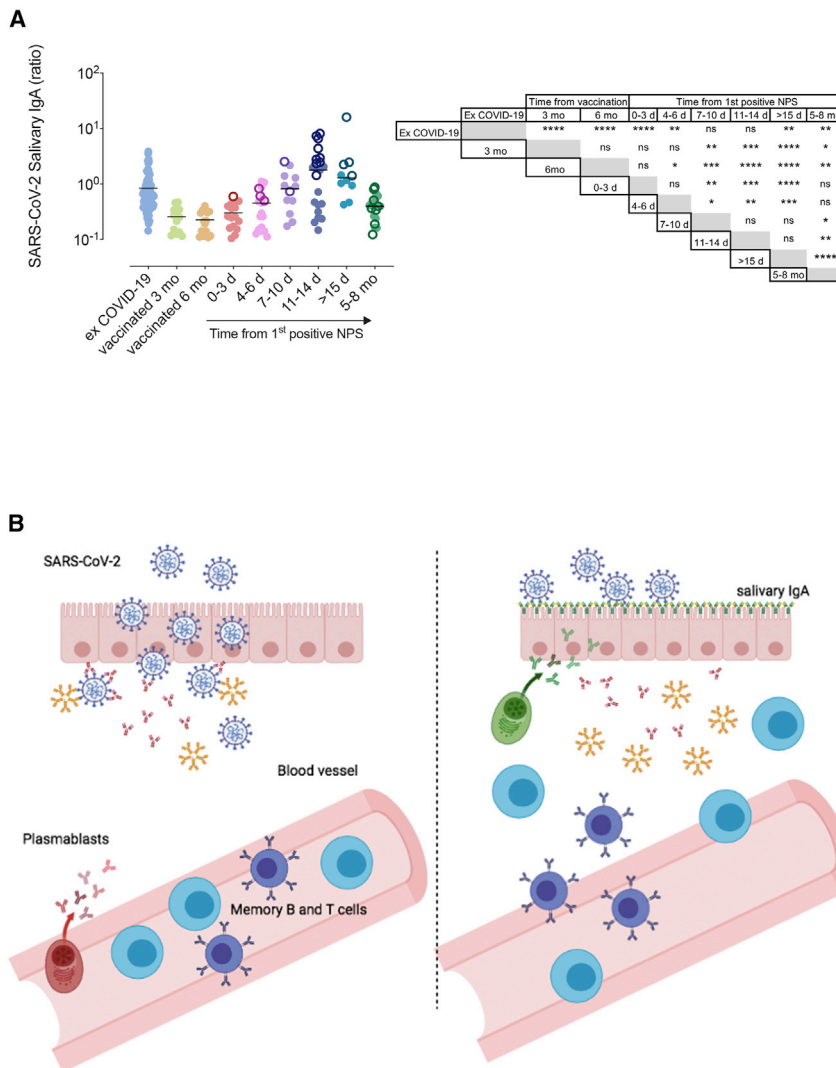 A
SARS-CoV-2 Salivary IgA (ratio)
10²
10¹
10⁰
10⁻¹
ex COVID-19
vaccinated 3 mo
vaccinated 6 mo
0-3 d
4-6 d
7-10 d
11-14 d
>15 d
5-8 mo
Time from 1st positive NPS
Time from vaccination Time from 1st positive NPS
Ex COVID-19 3 mo 6 mo 0-3 d 4-6 d 7-10 d 11-14 d >15 d 5-8 mo
Ex COVID-19 **** **** **** ** ns ns ** **
3 mo ns ns ns ** *** **** *
6mo ns * *** **** **** **
0-3 d ns ** *** **** ns
4-6 d * ** *** ns
7-10 d ns ns *
11-14 d ns **
>15 d ****
5-8 mo
B
SARS-CoV-2
Blood vessel
Plasmablasts
Memory B and T cells
salivary IgA